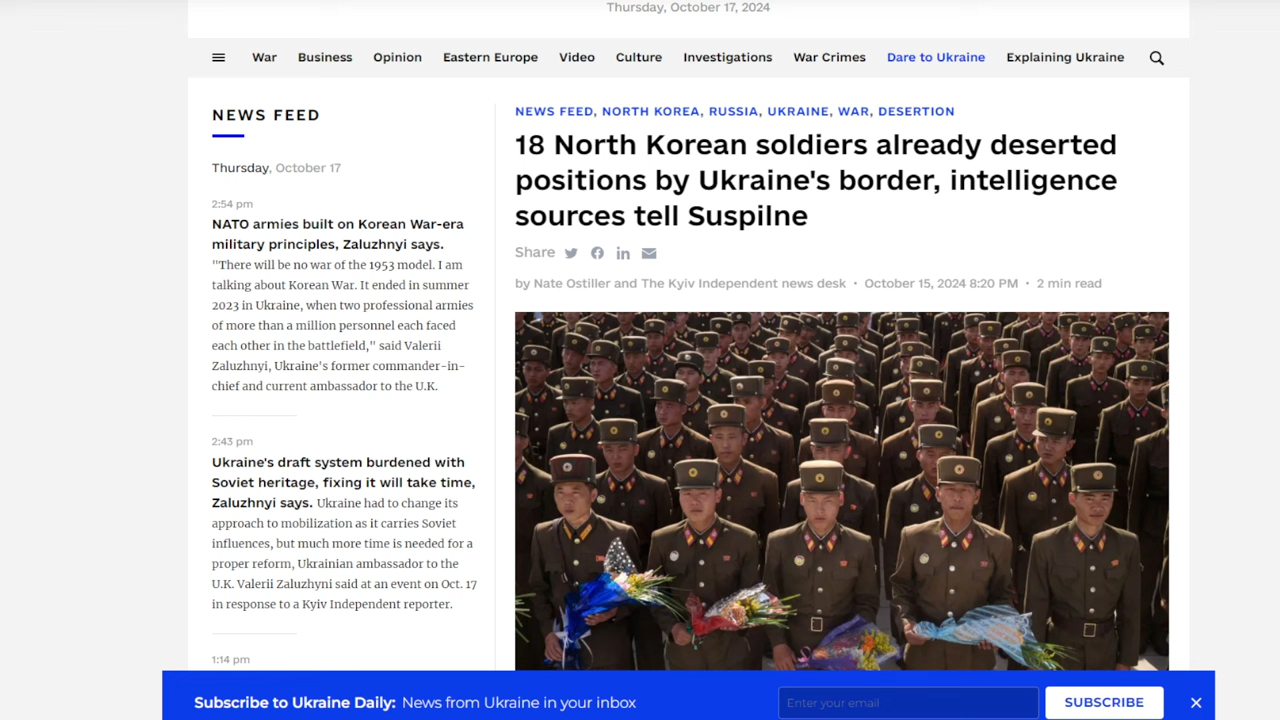 Thursday, October 17, 2024
War Business Opinion Eastern Europe Video Culture Investigations War Crimes Dare to Ukraine Explaining Ukraine
NEWS FEED
Thursday, October 17
2:54 pm
NATO armies built on Korean War-era
military principles, Zaluzhnyi says.
"There will be no war of the 1953 model. I am
talking about Korean War. It ended in summer
2023 in Ukraine, when two professional armies
of more than a million personnel each faced
each other in the battlefield," said Valerii
Zaluzhnyi, Ukraine's former commander-in-
chief and current ambassador to the U.K.
2:43 pm
Ukraine's draft system burdened with
Soviet heritage, fixing it will take time,
Zaluzhnyi says. Ukraine had to change its
approach to mobilization as it carries Soviet
influences, but much more time is needed for a
proper reform, Ukrainian ambassador to the
U.K. Valerii Zaluzhyni said at an event on Oct. 17
in response to a Kyiv Independent reporter.
1:14 pm
NEWS FEED, NORTH KOREA, RUSSIA, UKRAINE, WAR, DESERTION
18 North Korean soldiers already deserted
positions by Ukraine's border, intelligence
sources tell Suspilne
Share
by Nate Ostiller and The Kyiv Independent news desk • October 15, 2024 8:20 PM • 2 min read
Subscribe to Ukraine Daily: News from Ukraine in your inbox
Enter your email
SUBSCRIBE